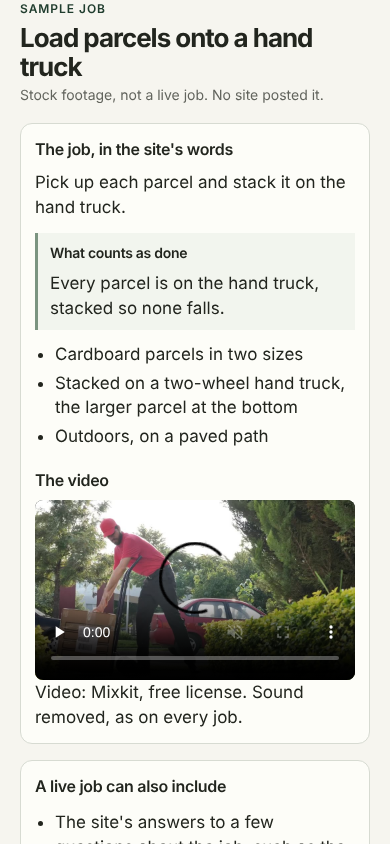 SAMPLE JOB
Load parcels onto a hand
truck
Stock footage, not a live job. No site posted it.
The job, in the site's words
Pick up each parcel and stack it on the
hand truck.
What counts as done
Every parcel is on the hand truck,
stacked so none falls.
• Cardboard parcels in two sizes
• Stacked on a two-wheel hand truck,
the larger parcel at the bottom
• Outdoors, on a paved path
The video
0:00
Video: Mixkit, free license. Sound
removed, as on every job.
A live job can also include
• The site's answers to a few